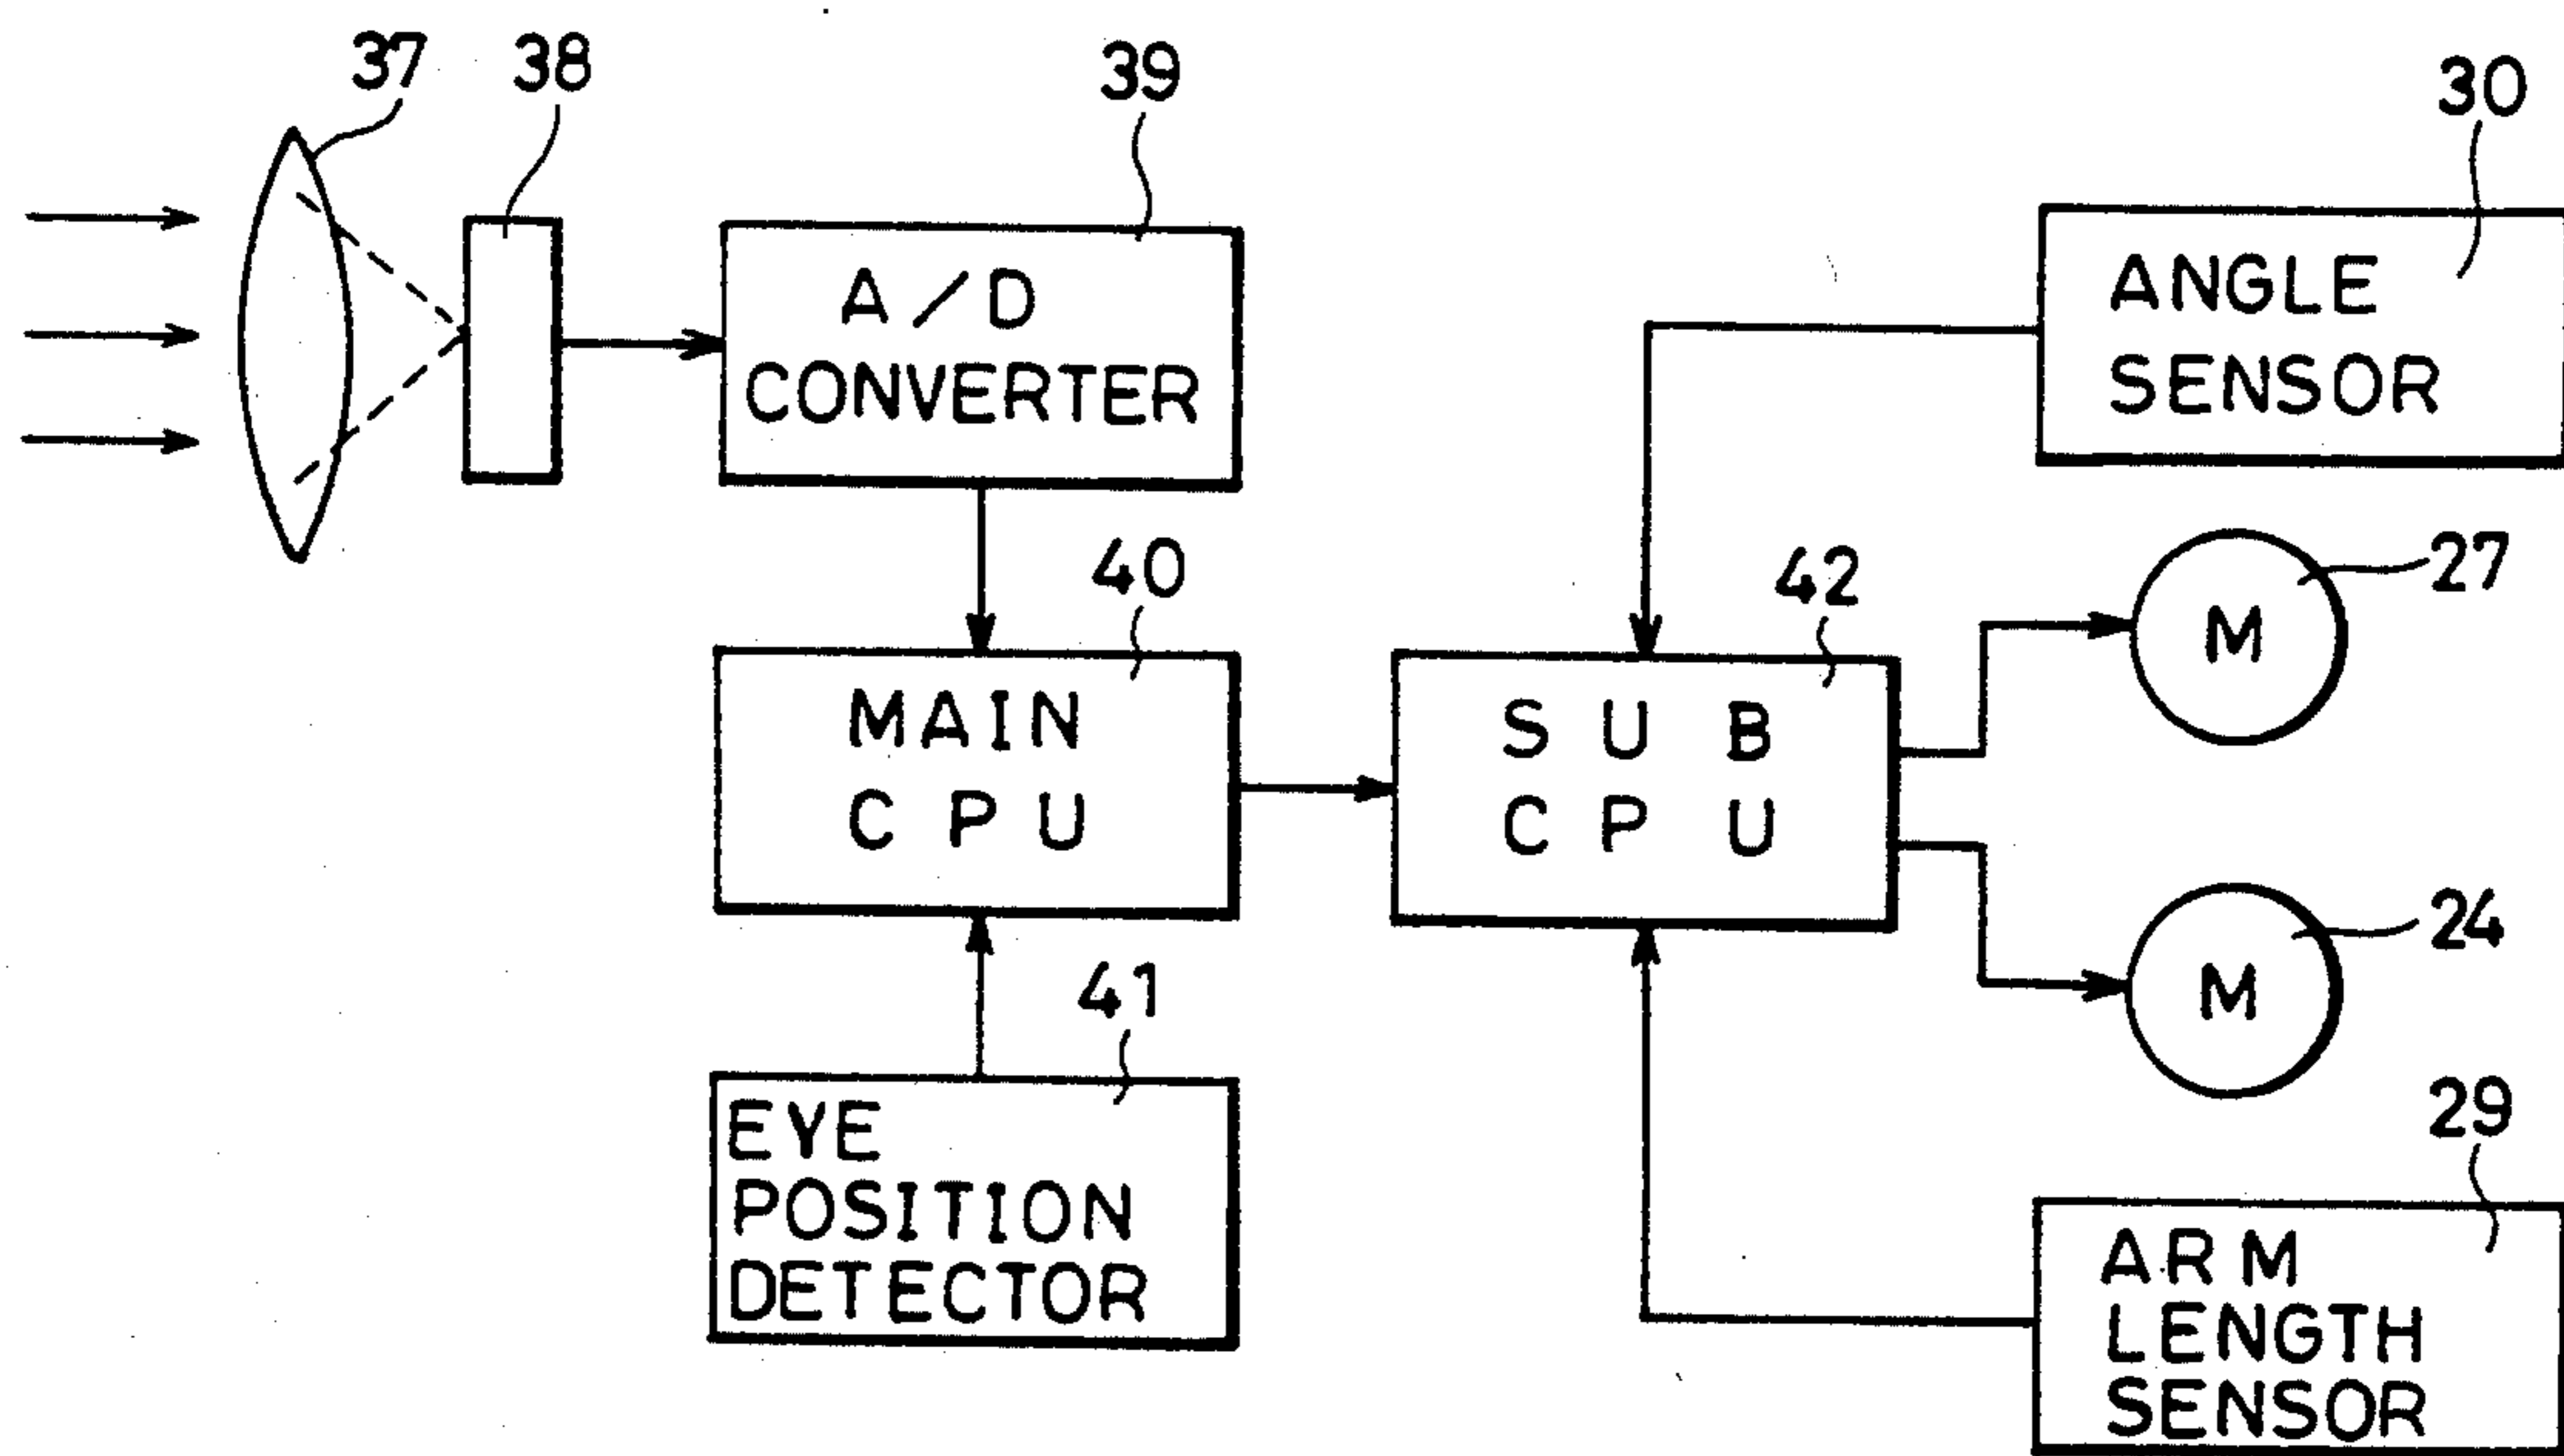 37
38
39
30
A/D
CONVERTER
ANGLE
SENSOR
40
42
27
M
MAIN
CPU
SUB
CPU
24
M
41
EYE
POSITION
DETECTOR
29
ARM
LENGTH
SENSOR